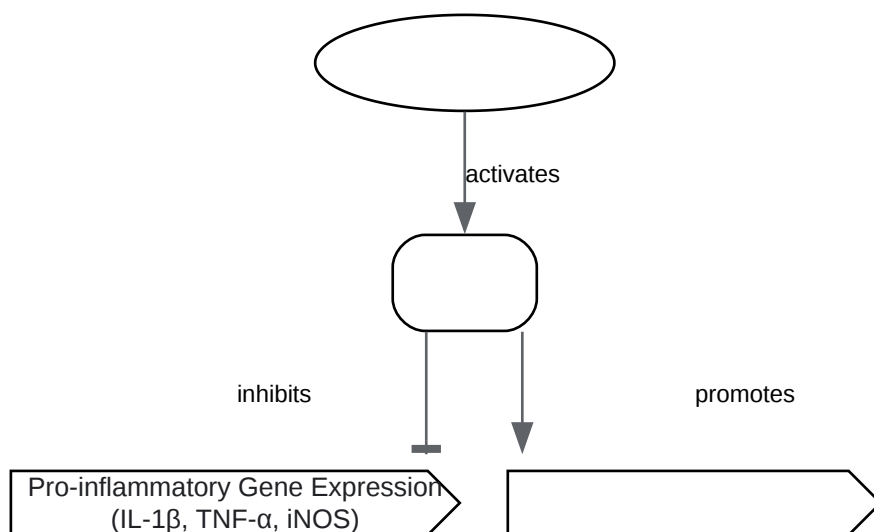 activates
inhibits
promotes
Pro-inflammatory Gene Expression
(IL-1β, TNF-α, iNOS)